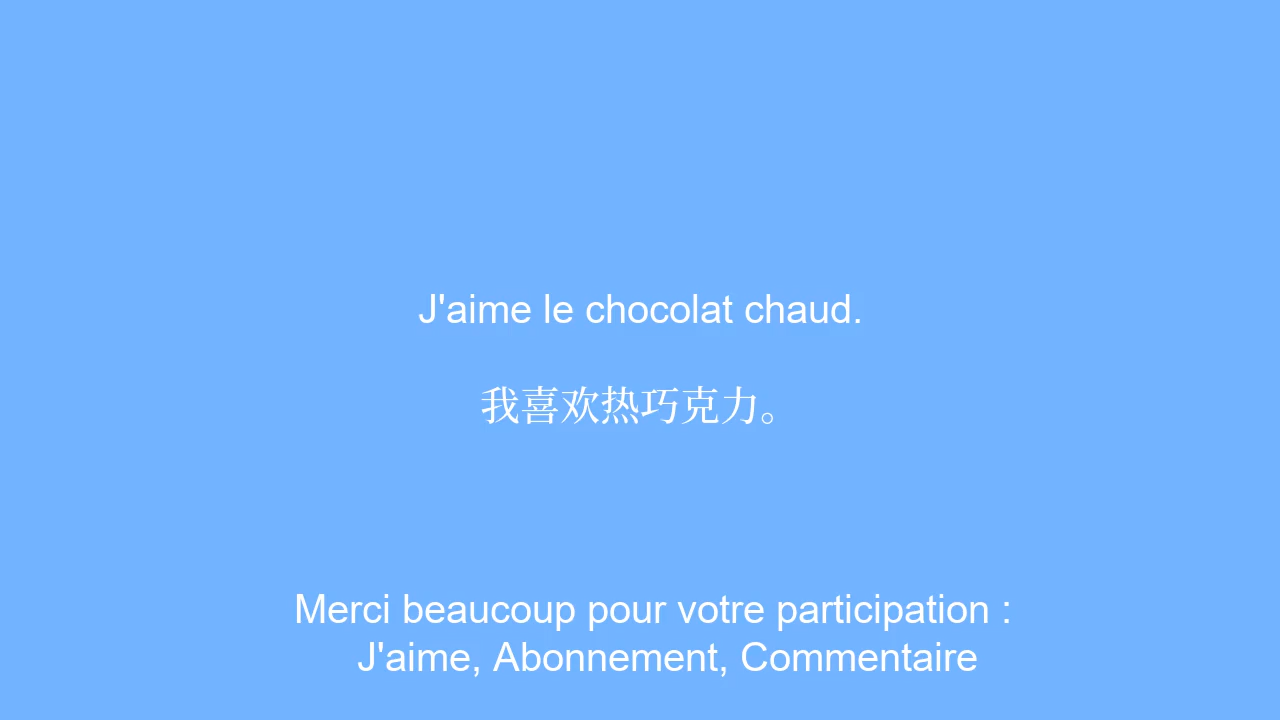 J'aime le chocolat chaud.
我喜欢热巧克力。
Merci beaucoup pour votre participation :
J'aime, Abonnement, Commentaire